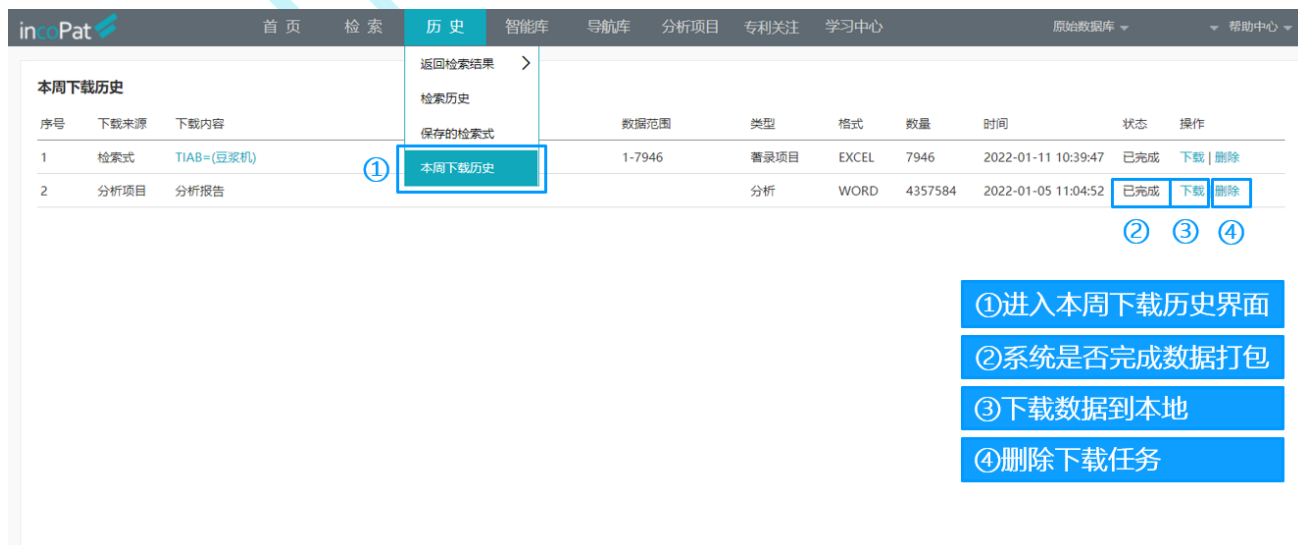 incoPat 首页 检索 历史 智能库 导航库 分析项目 专利关注 学习中心 原始数据库 帮助中心
返回检索结果
检索历史
保存的检索式
本周下载历史
本周下载历史
序号 下载来源 下载内容 数据范围 类型 格式 数量 时间 状态 操作
1 检索式 TIAB=(豆浆机) 1-7946 著录项目 EXCEL 7946 2022-01-11 10:39:47 已完成 下载 | 删除
2 分析项目 分析报告 分析 WORD 4357584 2022-01-05 11:04:52 已完成 下载 删除
①
② ③ ④
①进入本周下载历史界面
②系统是否完成数据打包
③下载数据到本地
④删除下载任务